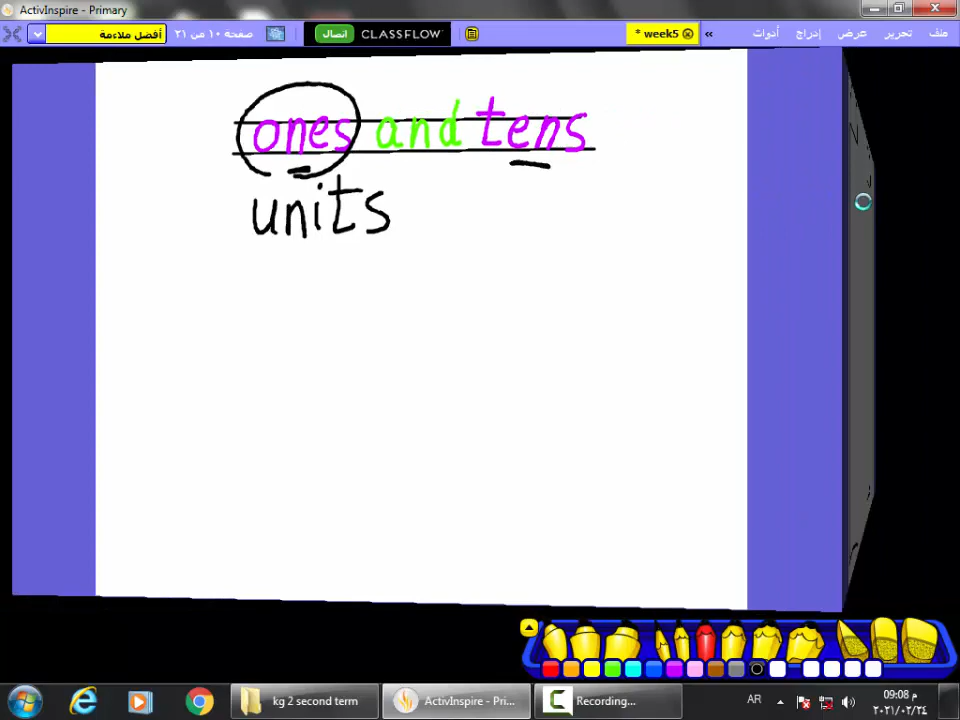 ActivInspire - Primary
أفضل ملاءمة
صفحة ١٠ من ٢١
اتصال
CLASSFLOW
week5 *
»
أدوات
إدراج
عرض
تحرير
ملف
ones and tens
units
N
kg 2 second term
ActivInspire - Pri...
Recording...
AR
09:08 م
٢٠٢١/٠٢/٢٤